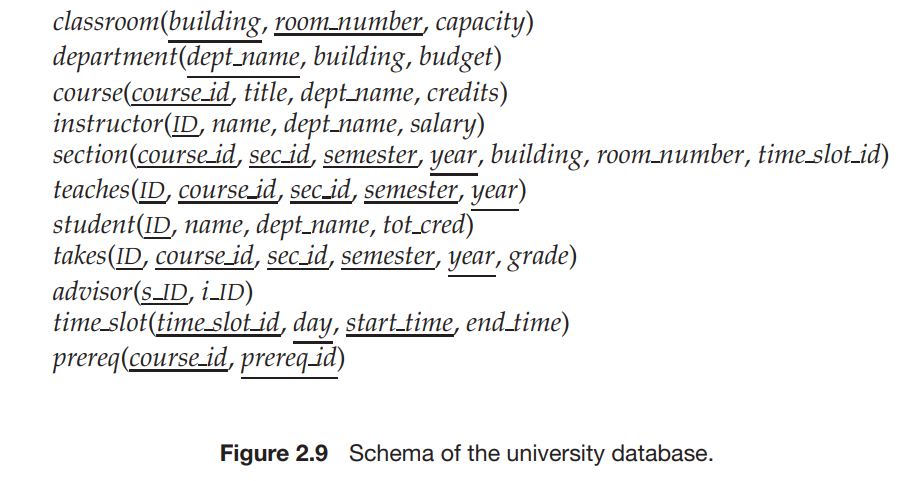 classroom(building, room_number, capacity)
department(dept_name, building, budget)
course(course_id, title, dept_name, credits)
instructor(ID, name, dept_name, salary)
section(course_id, sec_id, semester, year, building, room_number, time_slot_id)
teaches(ID, course_id, sec_id, semester, year)
student(ID, name, dept_name, tot_cred)
takes(ID, course_id, sec_id, semester, year, grade)
advisor(s_ID, i_ID)
time_slot(time_slot_id, day, start_time, end_time)
prereq(course_id, prereq_id)
Figure 2.9 Schema of the university database.